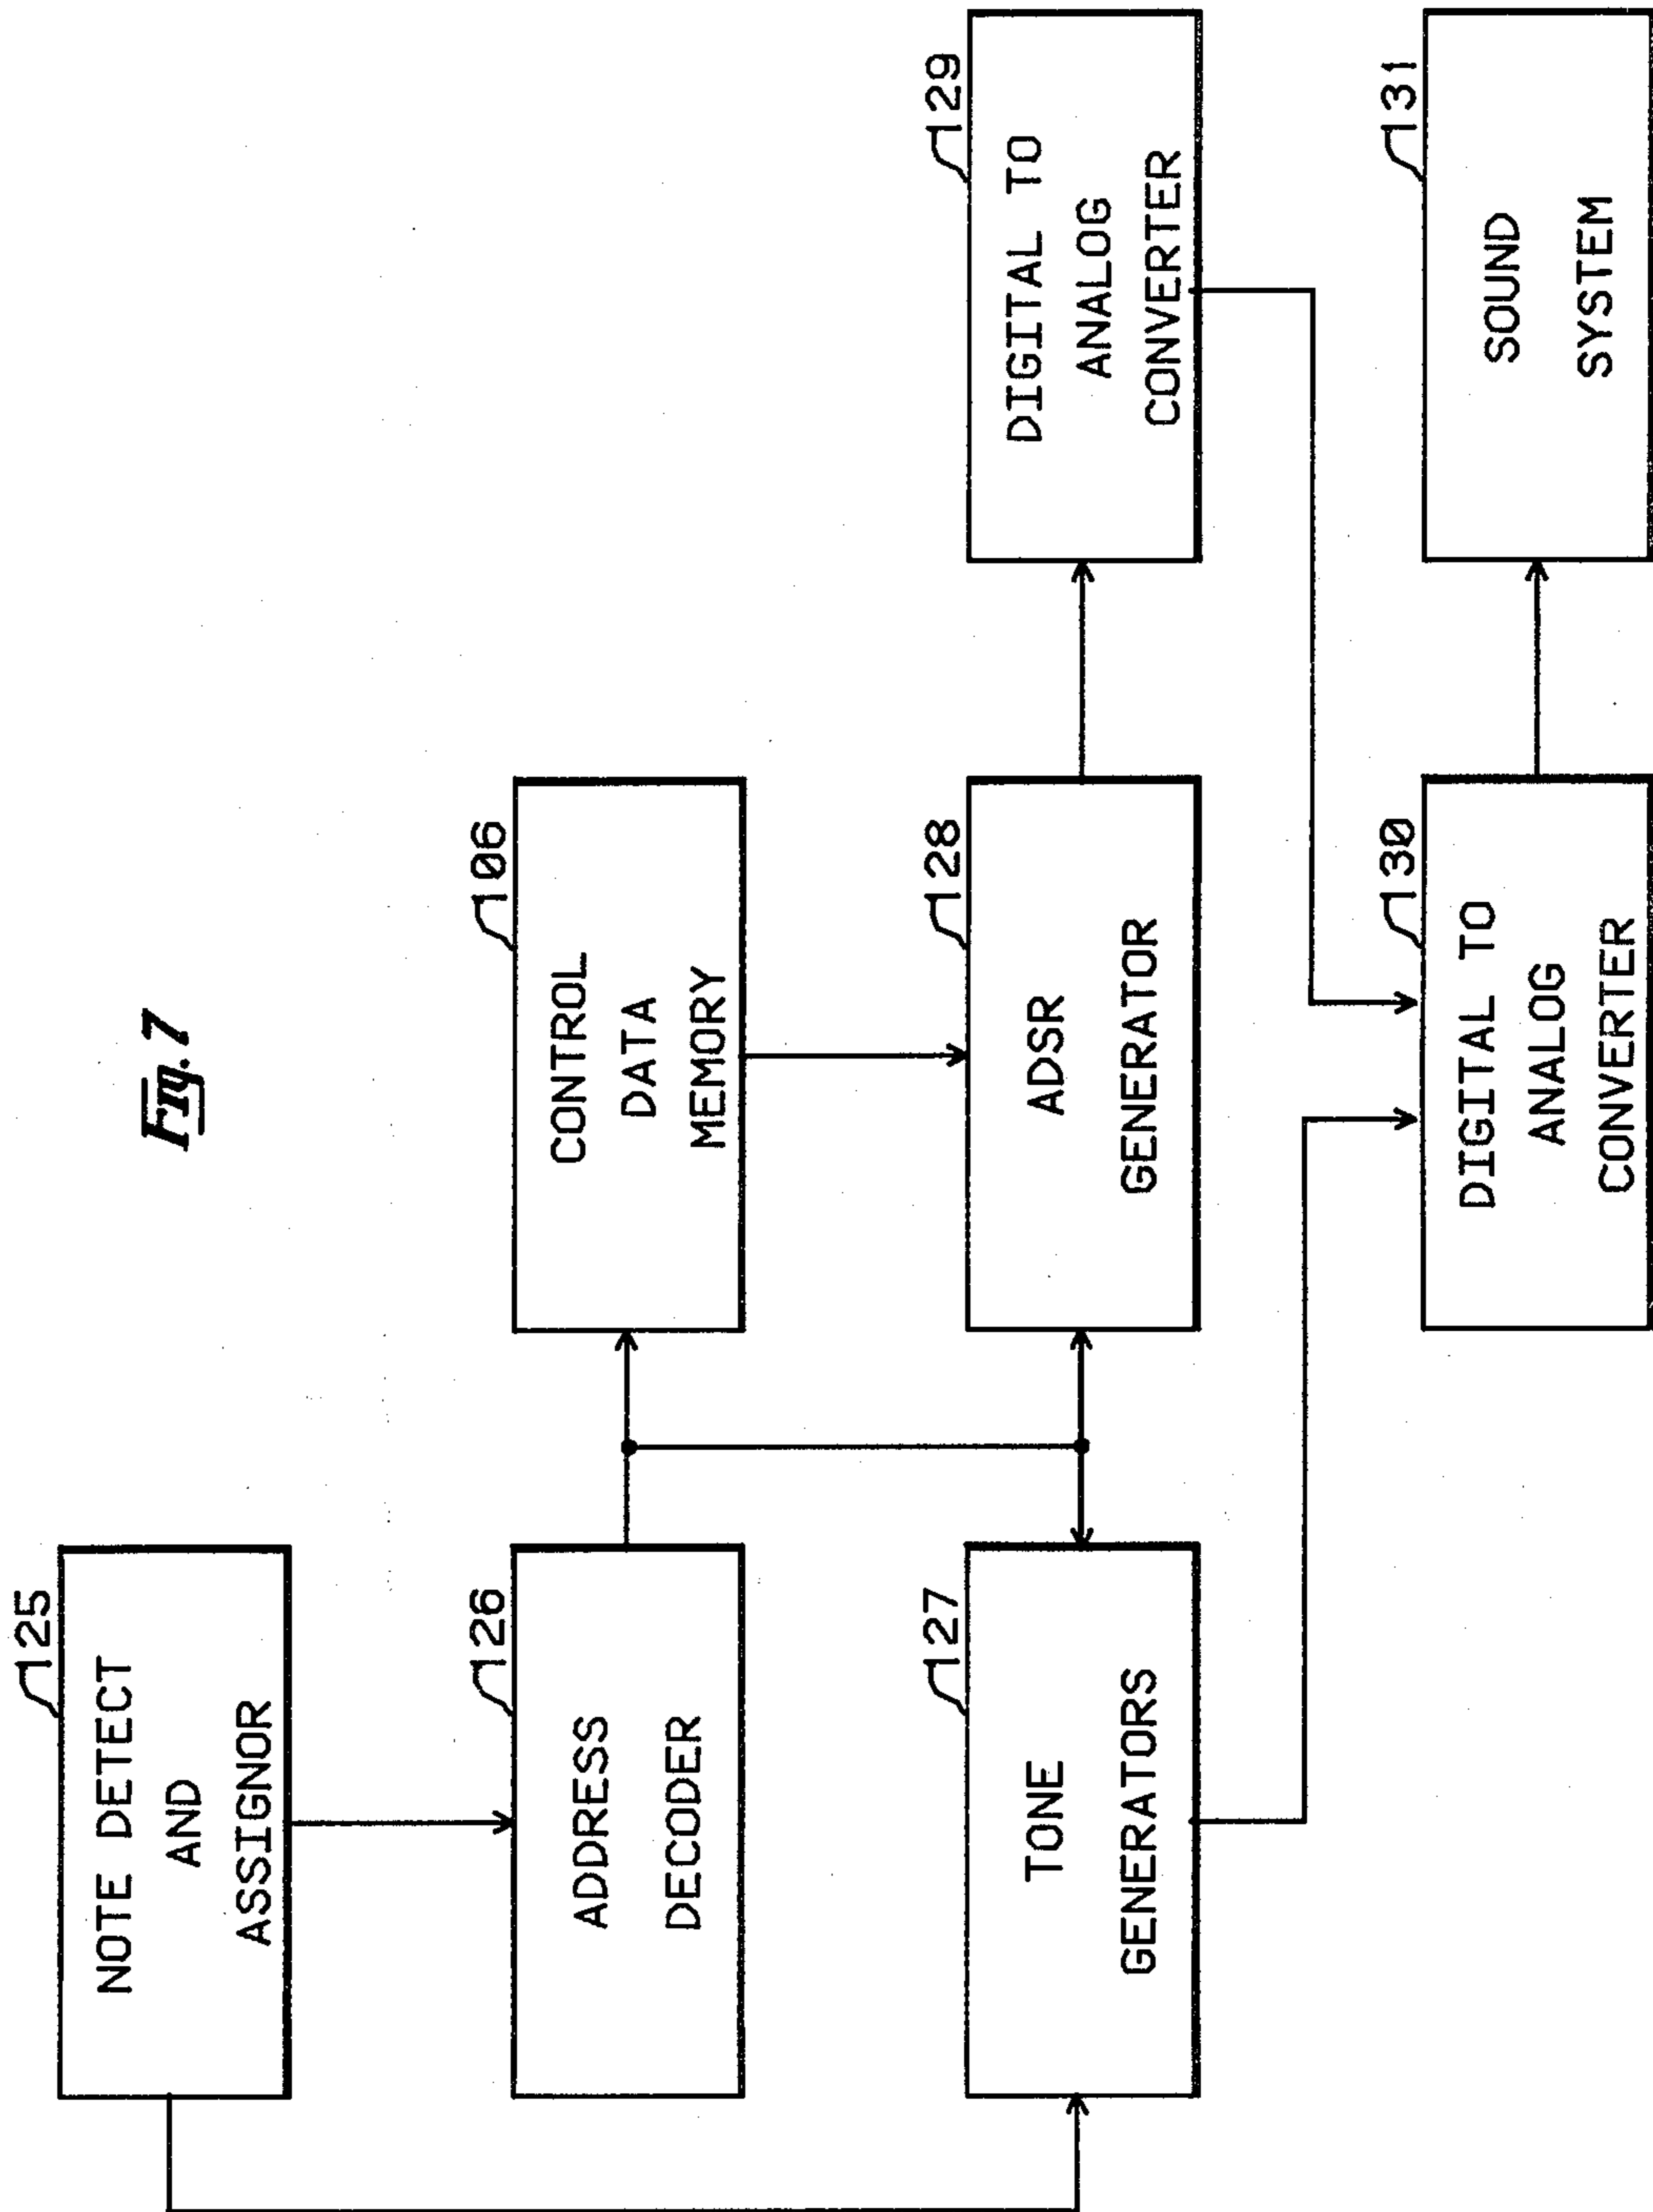 Fig. 7
125
NOTE DETECT
AND
ASSIGNOR
126
ADDRESS
DECODER
106
CONTROL
DATA
MEMORY
127
TONE
GENERATORS
128
ADSR
GENERATOR
129
DIGITAL TO
ANALOG
CONVERTER
130
DIGITAL TO
ANALOG
CONVERTER
131
SOUND
SYSTEM